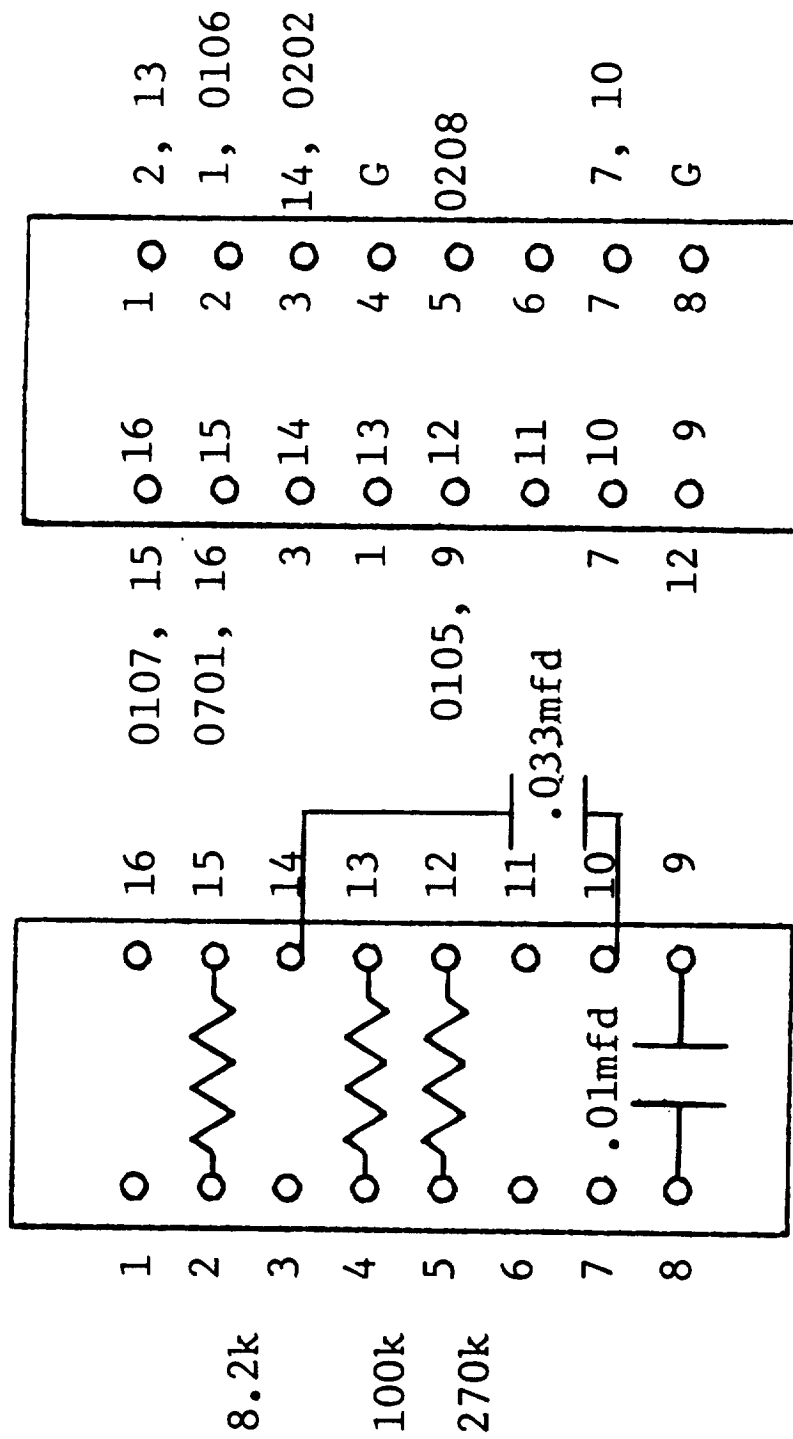 1 16 0107, 15 16 1 2, 13
2 15 0701, 16 15 2 1, 0106
8.2k
3 14 3 14 3 14, 0202
4 13 1 13 4 G
100k
5 12 0105, 9 12 5 0208
270k
6 11 .033mfd 11 6
7 10 7 10 7 7, 10
.01mfd
8 9 12 9 8 G